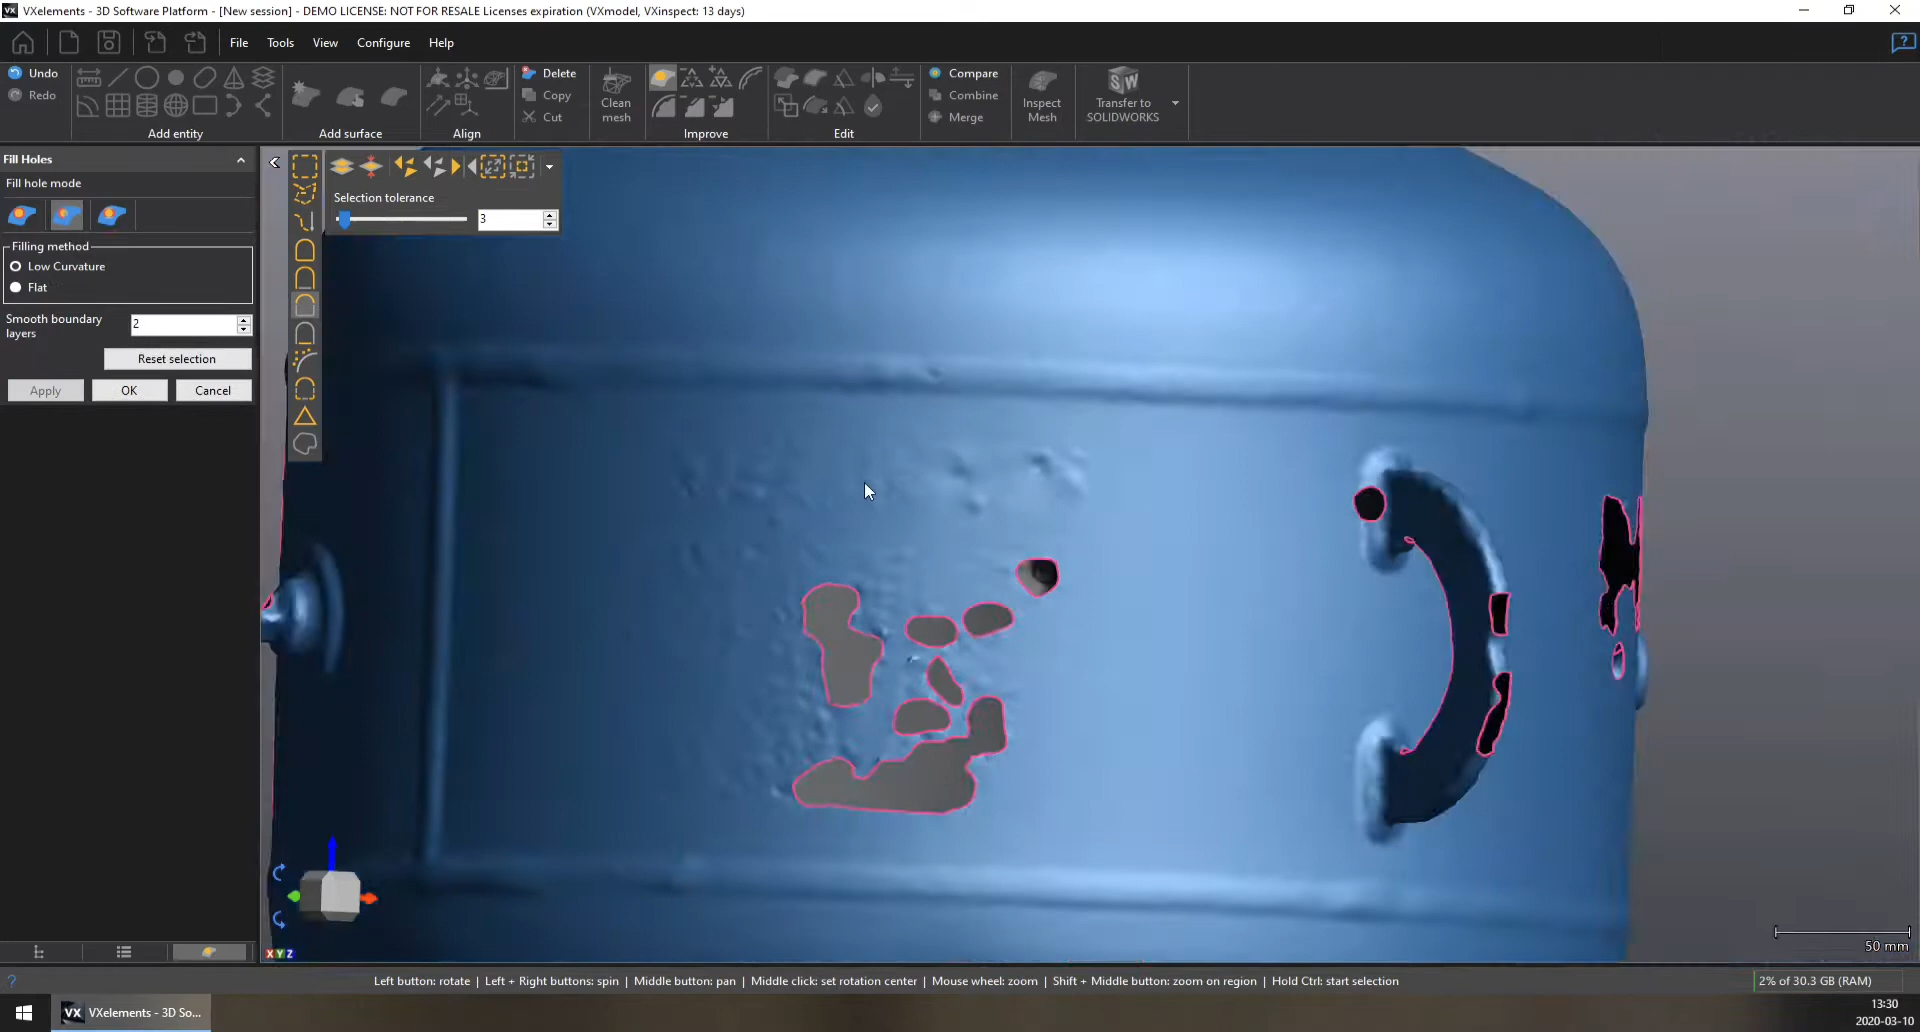 VXelements - 3D Software Platform - [New session] - DEMO LICENSE: NOT FOR RESALE Licenses expiration (VXmodel, VXinspect: 13 days)
File Tools View Configure Help
Undo
Redo
Add entity
Add surface
Align
Delete
Copy
Cut
Clean
mesh
Improve
Edit
Compare
Combine
Merge
Inspect
Mesh
Transfer to
SOLIDWORKS
Fill Holes
Fill hole mode
Filling method
Low Curvature
Flat
Smooth boundary
layers
2
Reset selection
Apply OK Cancel
Selection tolerance
3
X Y Z
50 mm
Left button: rotate | Left + Right buttons: spin | Middle button: pan | Middle click: set rotation center | Mouse wheel: zoom | Shift + Middle button: zoom on region | Hold Ctrl: start selection
2% of 30.3 GB (RAM)
VX VXelements - 3D So...
13:30
2020-03-10